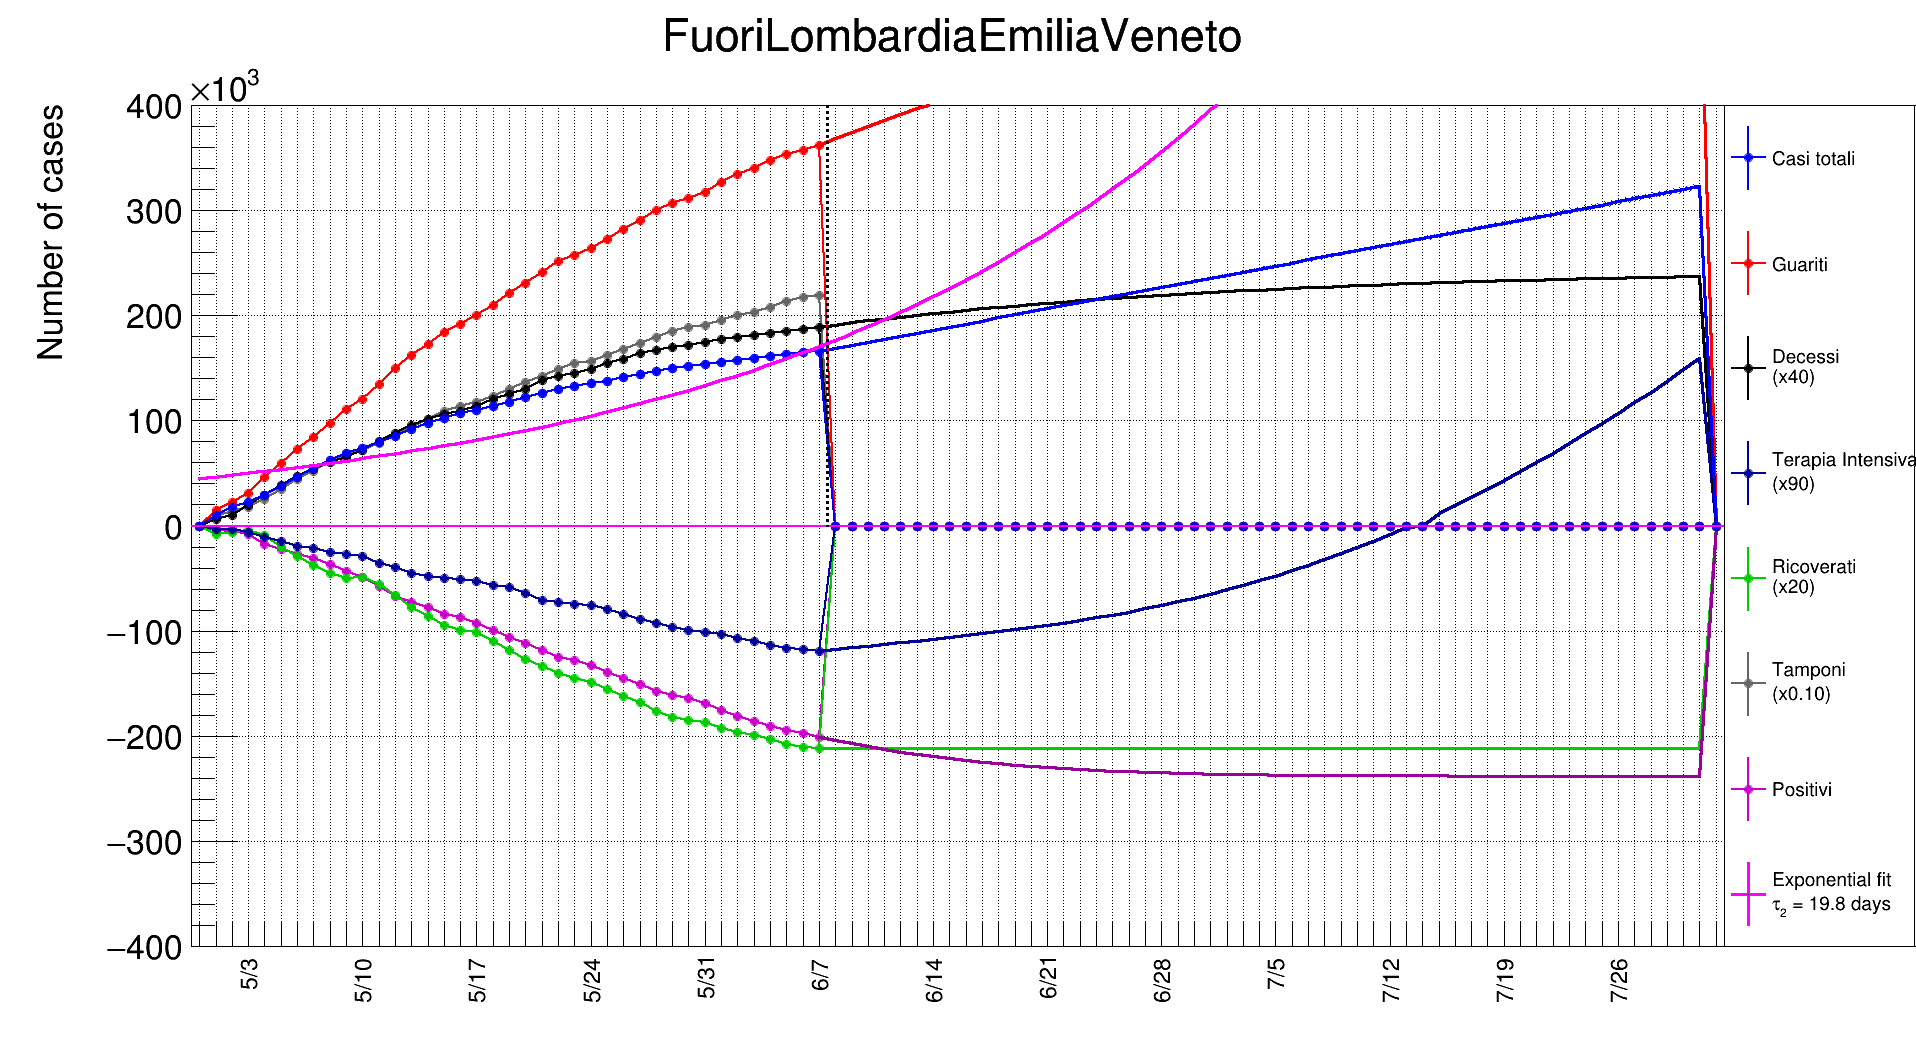 FuoriLombardiaEmiliaVeneto
×10³
Number of cases
400
300
200
100
0
−100
−200
−300
−400
5/3
5/10
5/17
5/24
5/31
6/7
6/14
6/21
6/28
7/5
7/12
7/19
7/26
Casi totali
Guariti
Decessi
(x40)
Terapia Intensiva
(x90)
Ricoverati
(x20)
Tamponi
(x0.10)
Positivi
Exponential fit
τ₂ = 19.8 days